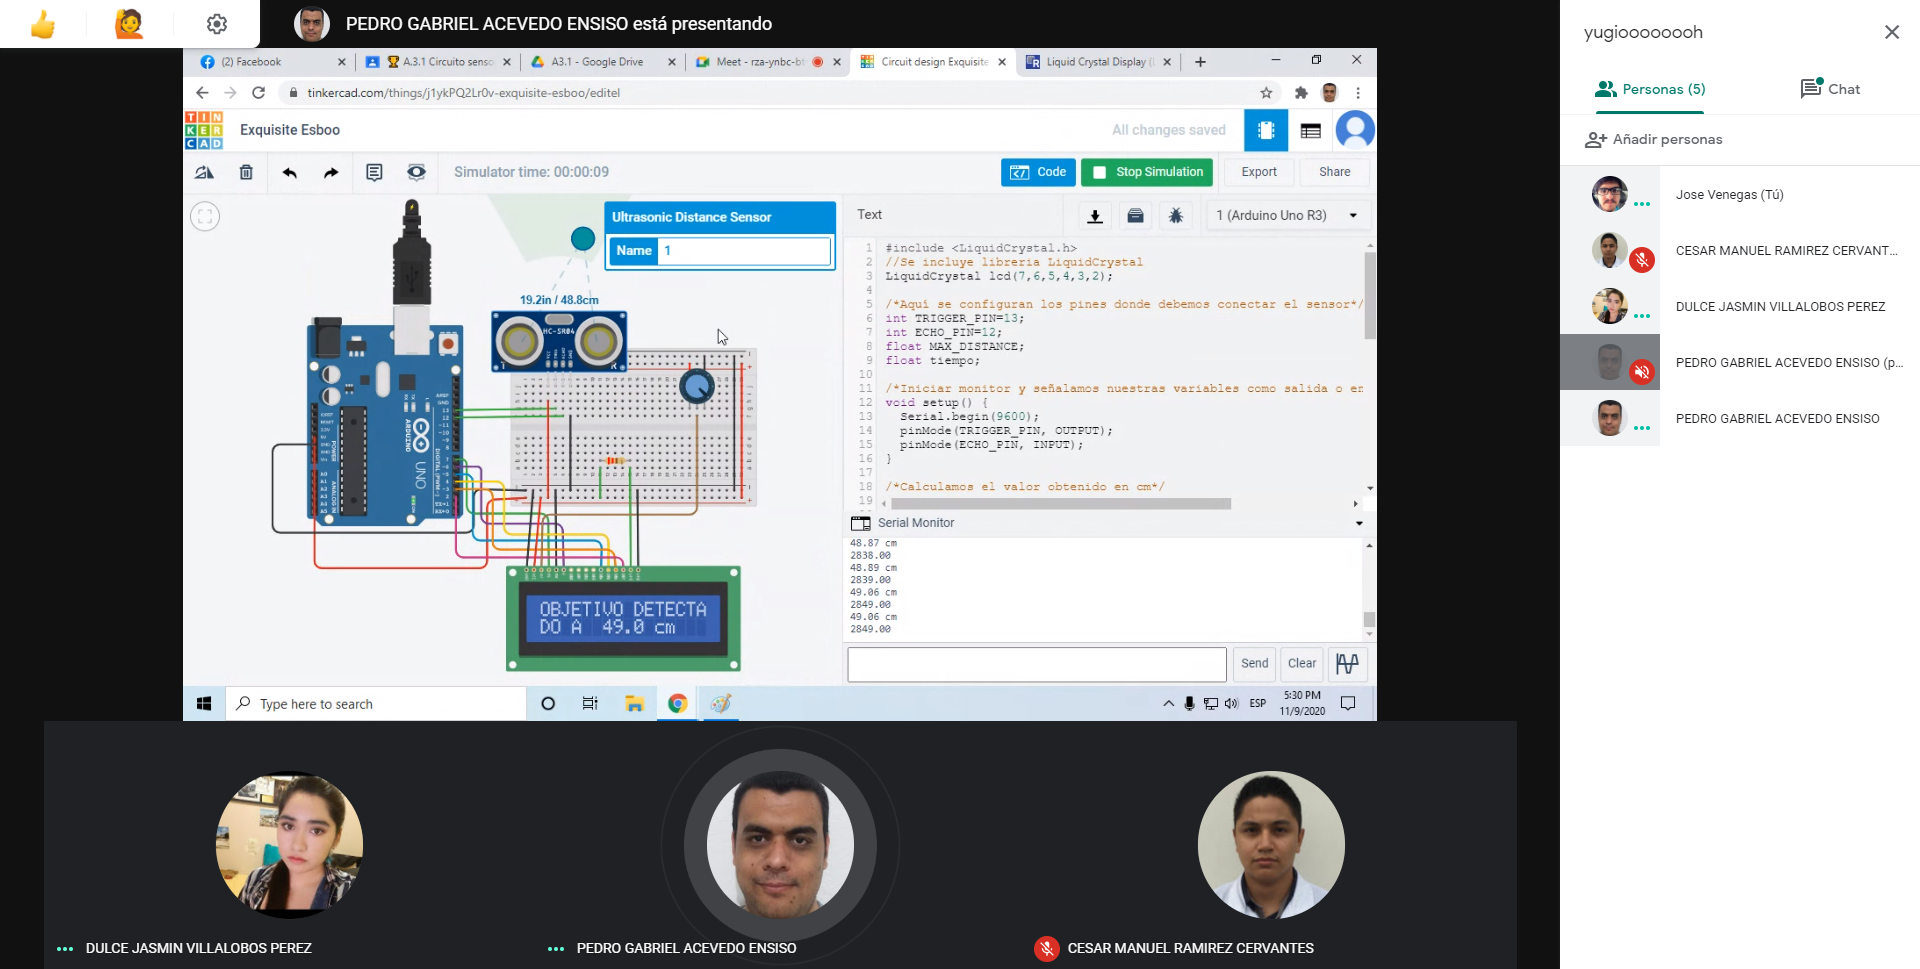 PEDRO GABRIEL ACEVEDO ENSISO está presentando
(2) Facebook
A.3.1 Circuito senso
A3.1 - Google Drive
Meet - rza-ynbc-bt
Circuit design Exquisite
Liquid Crystal Display (
tinkercad.com/things/j1ykPQ2Lr0v-exquisite-esboo/editel
TIN
KER
CAD
Exquisite Esboo
All changes saved
Simulator time: 00:00:09
Code
Stop Simulation
Export
Share
Ultrasonic Distance Sensor
Name 1
19.2in / 48.8cm
HC-SR04
T
R
ARDUINO
UNO
OBJETIVO DETECTA
DO A 49.0 cm
Text
1 (Arduino Uno R3)
1 #include <LiquidCrystal.h>
2 //Se incluye libreria LiquidCrystal
3 LiquidCrystal lcd(7,6,5,4,3,2);
4
5 /*Aquí se configuran los pines donde debemos conectar el sensor*/
6 int TRIGGER_PIN=13;
7 int ECHO_PIN=12;
8 float MAX_DISTANCE;
9 float tiempo;
10
11 /*Iniciar monitor y señalamos nuestras variables como salida o en
12 void setup() {
13 Serial.begin(9600);
14 pinMode(TRIGGER_PIN, OUTPUT);
15 pinMode(ECHO_PIN, INPUT);
16 }
17
18 /*Calculamos el valor obtenido en cm*/
19
Serial Monitor
48.87 cm
2838.00
48.89 cm
2839.00
49.06 cm
2849.00
49.06 cm
2849.00
Send
Clear
Type here to search
ESP
5:30 PM
11/9/2020
DULCE JASMIN VILLALOBOS PEREZ
PEDRO GABRIEL ACEVEDO ENSISO
CESAR MANUEL RAMIREZ CERVANTES
yugioooooooh
Personas (5)
Chat
Añadir personas
Jose Venegas (Tú)
CESAR MANUEL RAMIREZ CERVANT...
DULCE JASMIN VILLALOBOS PEREZ
PEDRO GABRIEL ACEVEDO ENSISO (p...
PEDRO GABRIEL ACEVEDO ENSISO